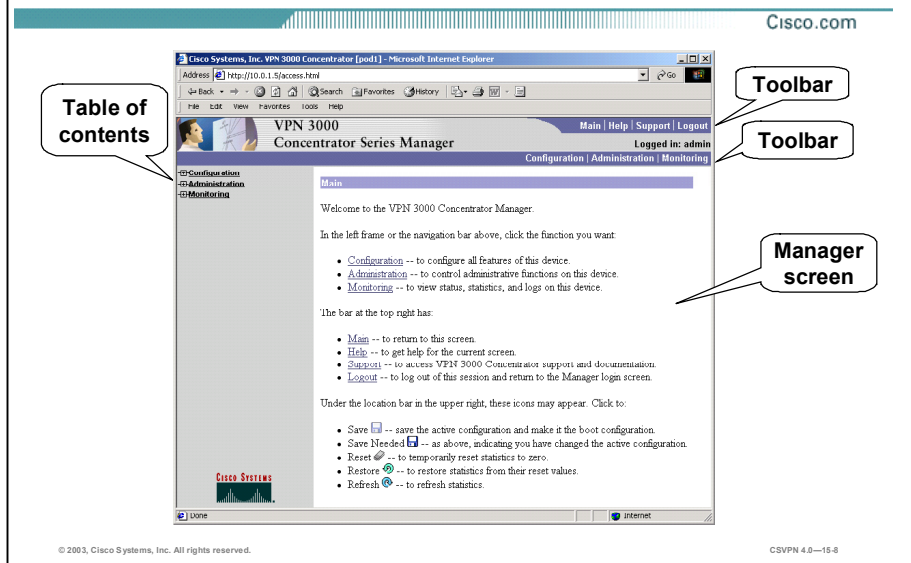 Cisco.com
Cisco Systems, Inc. VPN 3000 Concentrator [pod1] - Microsoft Internet Explorer
Address http://10.0.1.5/access.html Go
Back Search Favorites History
File Edit View Favorites Tools Help
Toolbar
Table of
contents
VPN 3000
Concentrator Series Manager
Main | Help | Support | Logout
Logged in: admin
Configuration | Administration | Monitoring
Toolbar
Configuration
Administration
Monitoring
Main
Welcome to the VPN 3000 Concentrator Manager.
In the left frame or the navigation bar above, click the function you want:
• Configuration -- to configure all features of this device.
• Administration -- to control administrative functions on this device.
• Monitoring -- to view status, statistics, and logs on this device.
Manager
screen
The bar at the top right has:
• Main -- to return to this screen.
• Help -- to get help for the current screen.
• Support -- to access VPN 3000 Concentrator support and documentation.
• Logout -- to log out of this session and return to the Manager login screen.
Under the location bar in the upper right, these icons may appear. Click to:
• Save -- save the active configuration and make it the boot configuration.
• Save Needed -- as above, indicating you have changed the active configuration.
• Reset -- to temporarily reset statistics to zero.
• Restore -- to restore statistics from their reset values.
• Refresh -- to refresh statistics.
CISCO SYSTEMS
Done Internet
© 2003, Cisco Systems, Inc. All rights reserved.
CSVPN 4.0—15-8